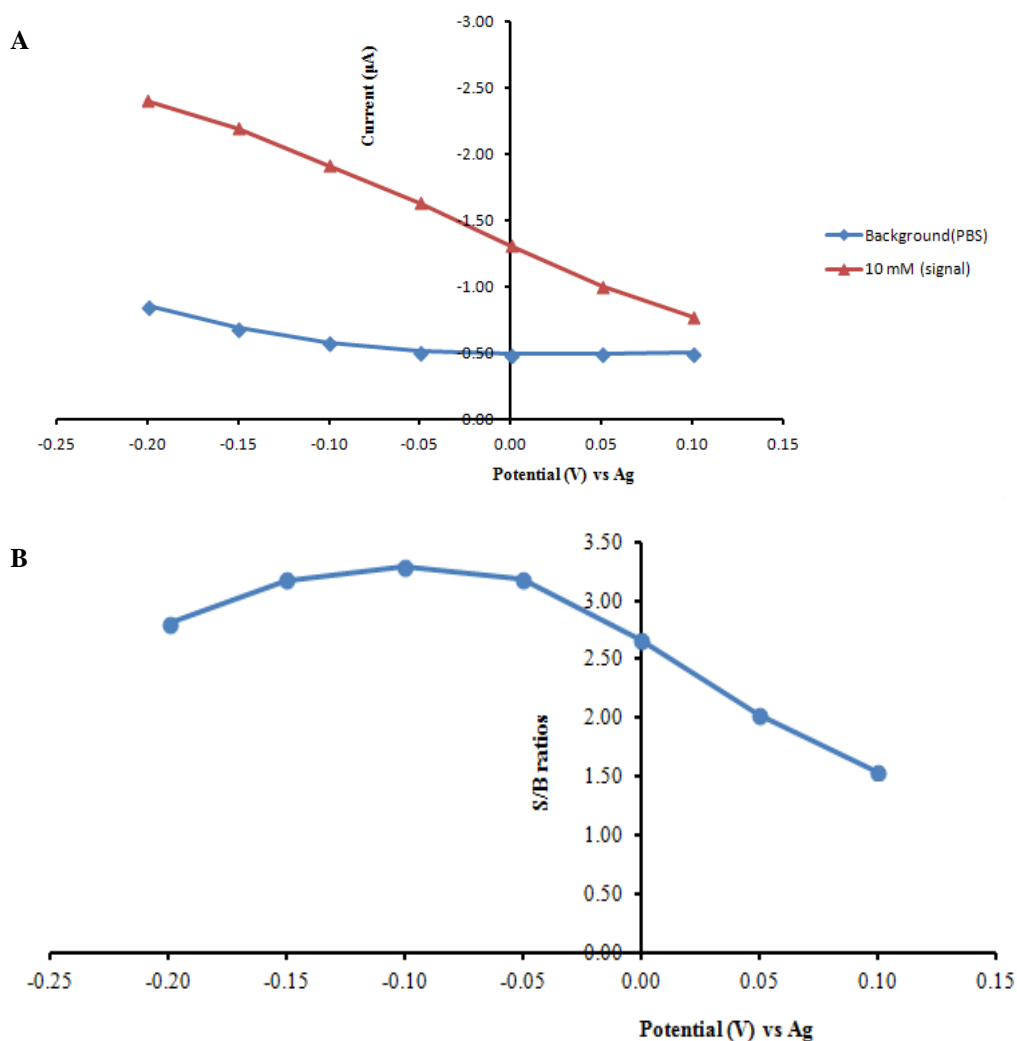 A
-3.00
-2.50
-2.00
-1.50
-1.00
-0.50
0.00
Current (µA)
-0.25 -0.20 -0.15 -0.10 -0.05 0.00 0.05 0.10 0.15
Potential (V) vs Ag
Background(PBS)
10 mM (signal)
B
3.50
3.00
2.50
2.00
1.50
1.00
0.50
0.00
S/B ratios
-0.25 -0.20 -0.15 -0.10 -0.05 0.00 0.05 0.10 0.15
Potential (V) vs Ag